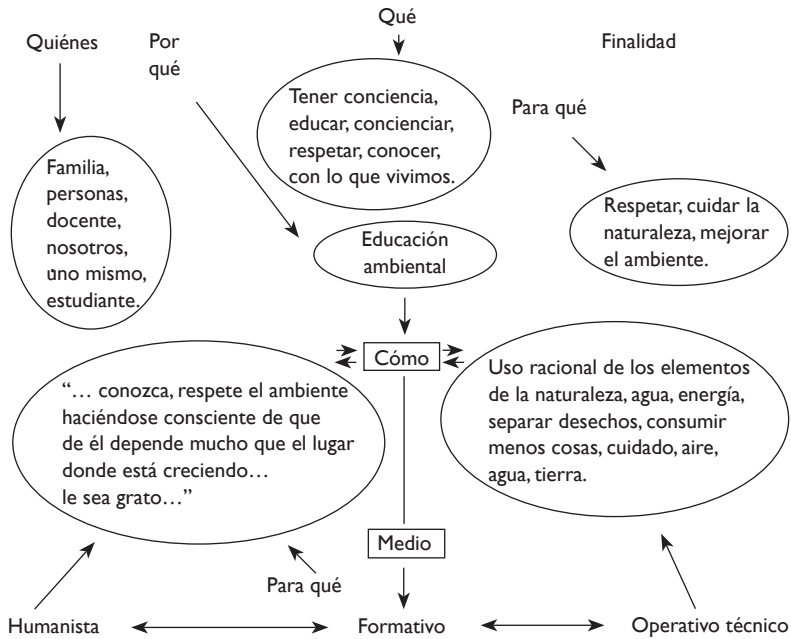 Qué
Quiénes
Por
qué
Finalidad
Tener conciencia,
educar, concienciar,
respetar, conocer,
con lo que vivimos.
Para qué
Familia,
personas,
docente,
nosotros,
uno mismo,
estudiante.
Respetar, cuidar la
naturaleza, mejorar
el ambiente.
Educación
ambiental
Cómo
“… conozca, respete el ambiente
haciéndose consciente de que
de él depende mucho que el lugar
donde está creciendo…
le sea grato…”
Uso racional de los elementos
de la naturaleza, agua, energía,
separar desechos, consumir
menos cosas, cuidado, aire,
agua, tierra.
Medio
Para qué
Humanista
Formativo
Operativo técnico